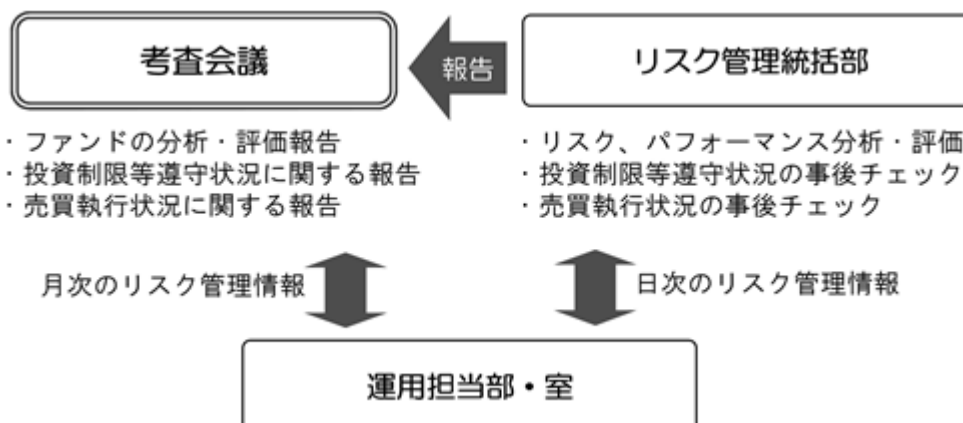 考査会議
報告
リスク管理統括部
・ファンドの分析・評価報告
・投資制限等遵守状況に関する報告
・売買執行状況に関する報告
・リスク、パフォーマンス分析・評価
・投資制限等遵守状況の事後チェック
・売買執行状況の事後チェック
月次のリスク管理情報
日次のリスク管理情報
運用担当部・室